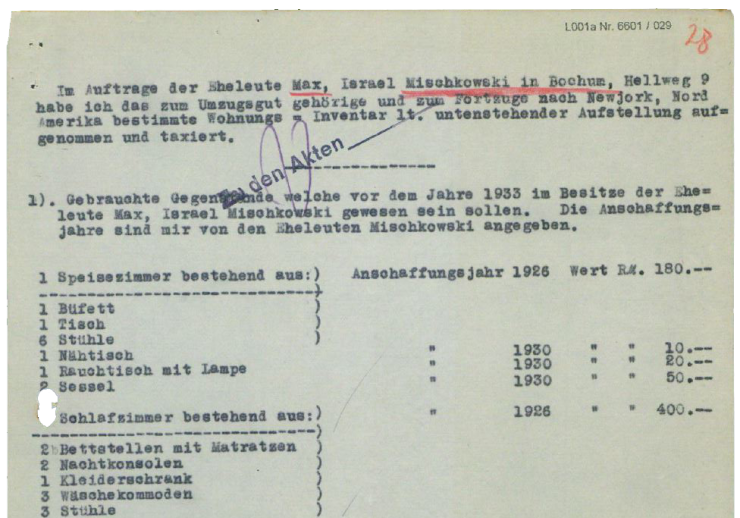 L001a Nr. 6601 / 029
28
Im Auftrage der Eheleute Max, Israel Mischkowski in Bochum, Hellweg 9
habe ich das zum Umzugsgut gehörige und zum Fortzuge nach Newjork, Nord
Amerika bestimmte Wohnungs = Inventar lt. untenstehender Aufstellung auf=
genommen und taxiert.
Zu den Akten
1). Gebrauchte Gegenstände welche vor dem Jahre 1933 im Besitze der Ehe=
leute Max, Israel Mischkowski gewesen sein sollen. Die Anschaffungs=
jahre sind mir von den Eheleuten Mischkowski angegeben.
1 Speisezimmer bestehend aus:) Anschaffungsjahr 1926 Wert RM. 180.--
1 Büfett )
1 Tisch )
6 Stühle )
1 Nähtisch " 1930 " " 10.--
1 Rauchtisch mit Lampe " 1930 " " 20.--
2 Sessel " 1930 " " 50.--
Schlafzimmer bestehend aus:) " 1926 " " 400.--
2 Bettstellen mit Matratzen )
2 Nachtkonsolen )
1 Kleiderschrank )
3 Wäschekommoden )
3 Stühle )